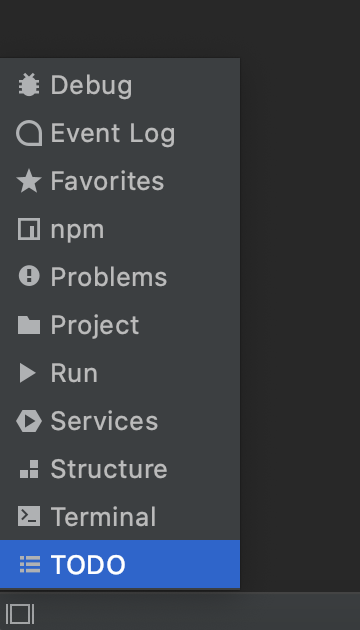 Debug
Event Log
Favorites
npm
Problems
Project
Run
Services
Structure
Terminal
TODO